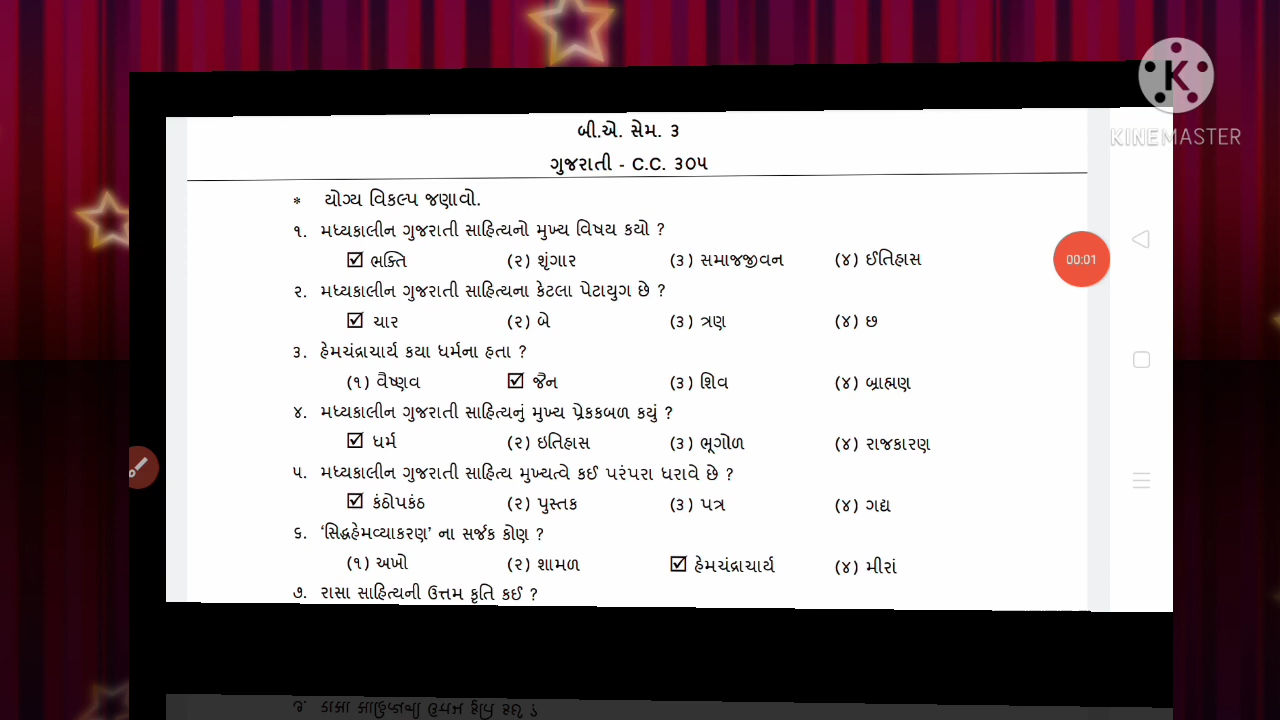 બી.એ. સેમ. ૩
ગુજરાતી - C.C. ૩૦૫
* યોગ્ય વિકલ્પ જણાવો.
૧. મધ્યકાલીન ગુજરાતી સાહિત્યનો મુખ્ય વિષય કયો ?
☑ ભક્તિ (૨) શૃંગાર (૩) સમાજજીવન (૪) ઈતિહાસ
૨. મધ્યકાલીન ગુજરાતી સાહિત્યના કેટલા પેટાયુગ છે ?
☑ ચાર (૨) બે (૩) ત્રણ (૪) છ
૩. હેમચંદ્રાચાર્ય કયા ધર્મના હતા ?
(૧) વૈષ્ણવ ☑ જૈન (૩) શિવ (૪) બ્રાહ્મણ
૪. મધ્યકાલીન ગુજરાતી સાહિત્યનું મુખ્ય પ્રેકકબળ કયું ?
☑ ધર્મ (૨) ઇતિહાસ (૩) ભૂગોળ (૪) રાજકારણ
૫. મધ્યકાલીન ગુજરાતી સાહિત્ય મુખ્યત્વે કઈ પરંપરા ધરાવે છે ?
☑ કંઠોપકંઠ (૨) પુસ્તક (૩) પત્ર (૪) ગદ્ય
૬. ‘સિદ્ધહેમવ્યાકરણ’ ના સર્જક કોણ ?
(૧) અખો (૨) શામળ ☑ હેમચંદ્રાચાર્ય (૪) મીરાં
૭. રાસા સાહિત્યની ઉત્તમ કૃતિ કઈ ?
K
KINEMASTER
00:01